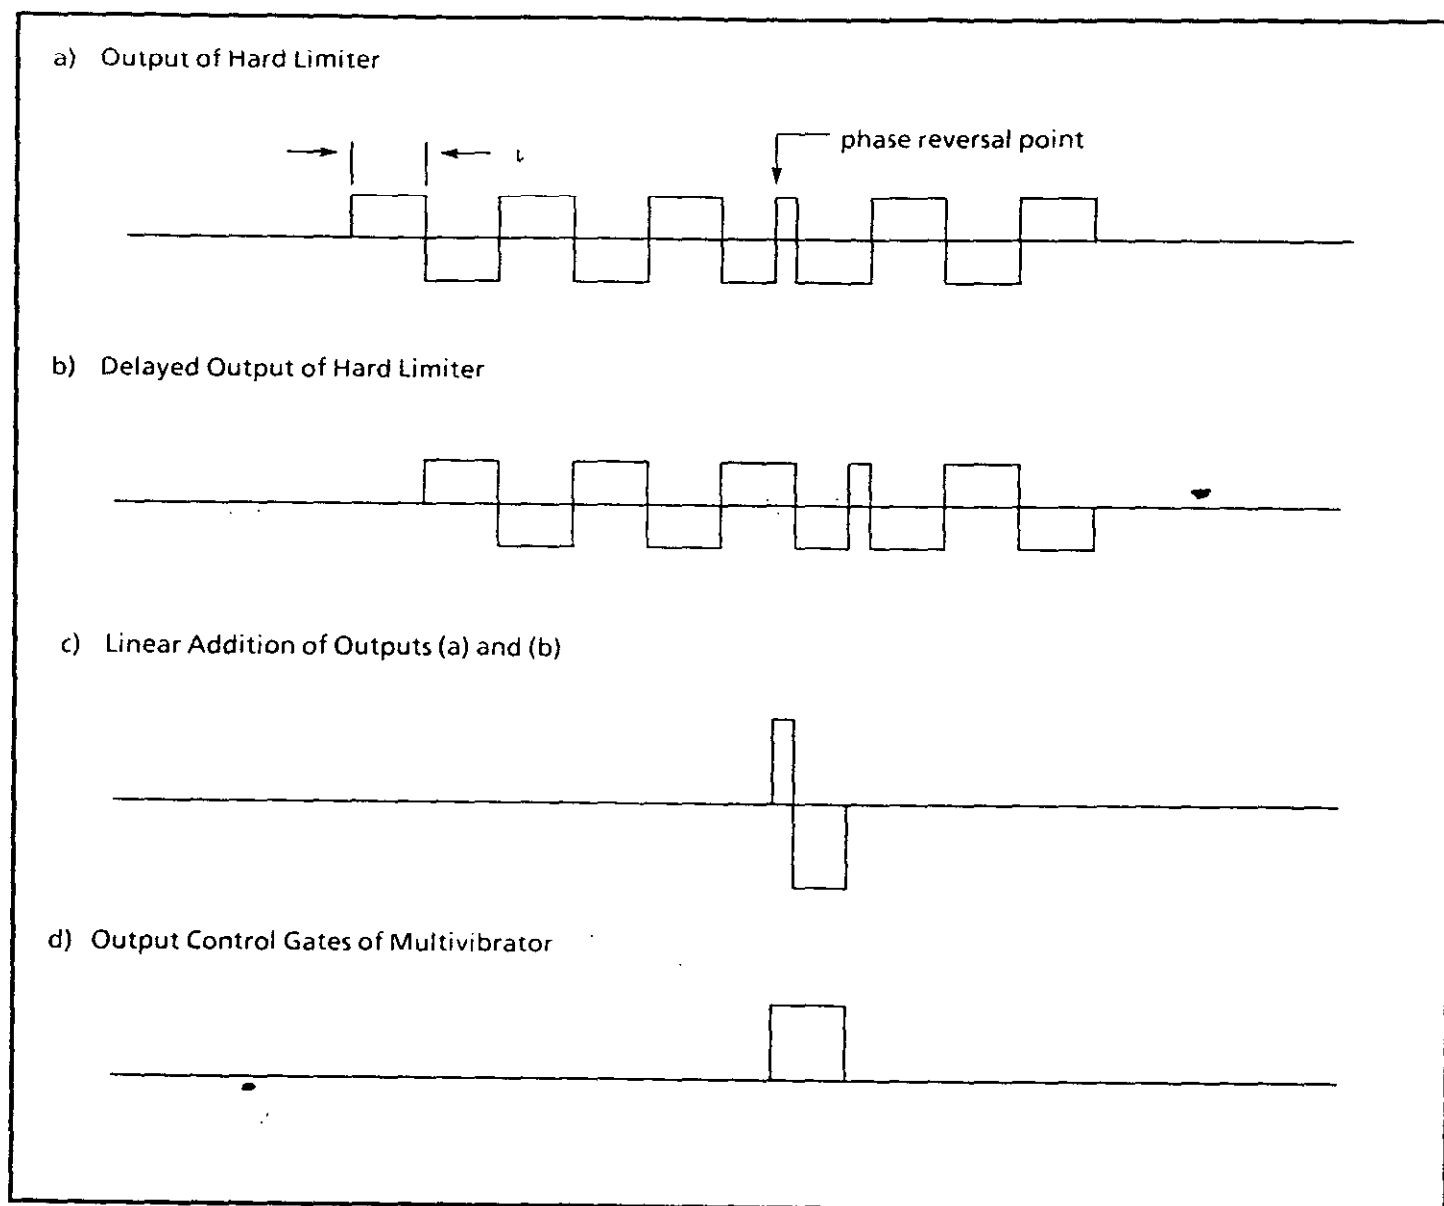 a) Output of Hard Limiter
phase reversal point
b) Delayed Output of Hard Limiter
c) Linear Addition of Outputs (a) and (b)
d) Output Control Gates of Multivibrator